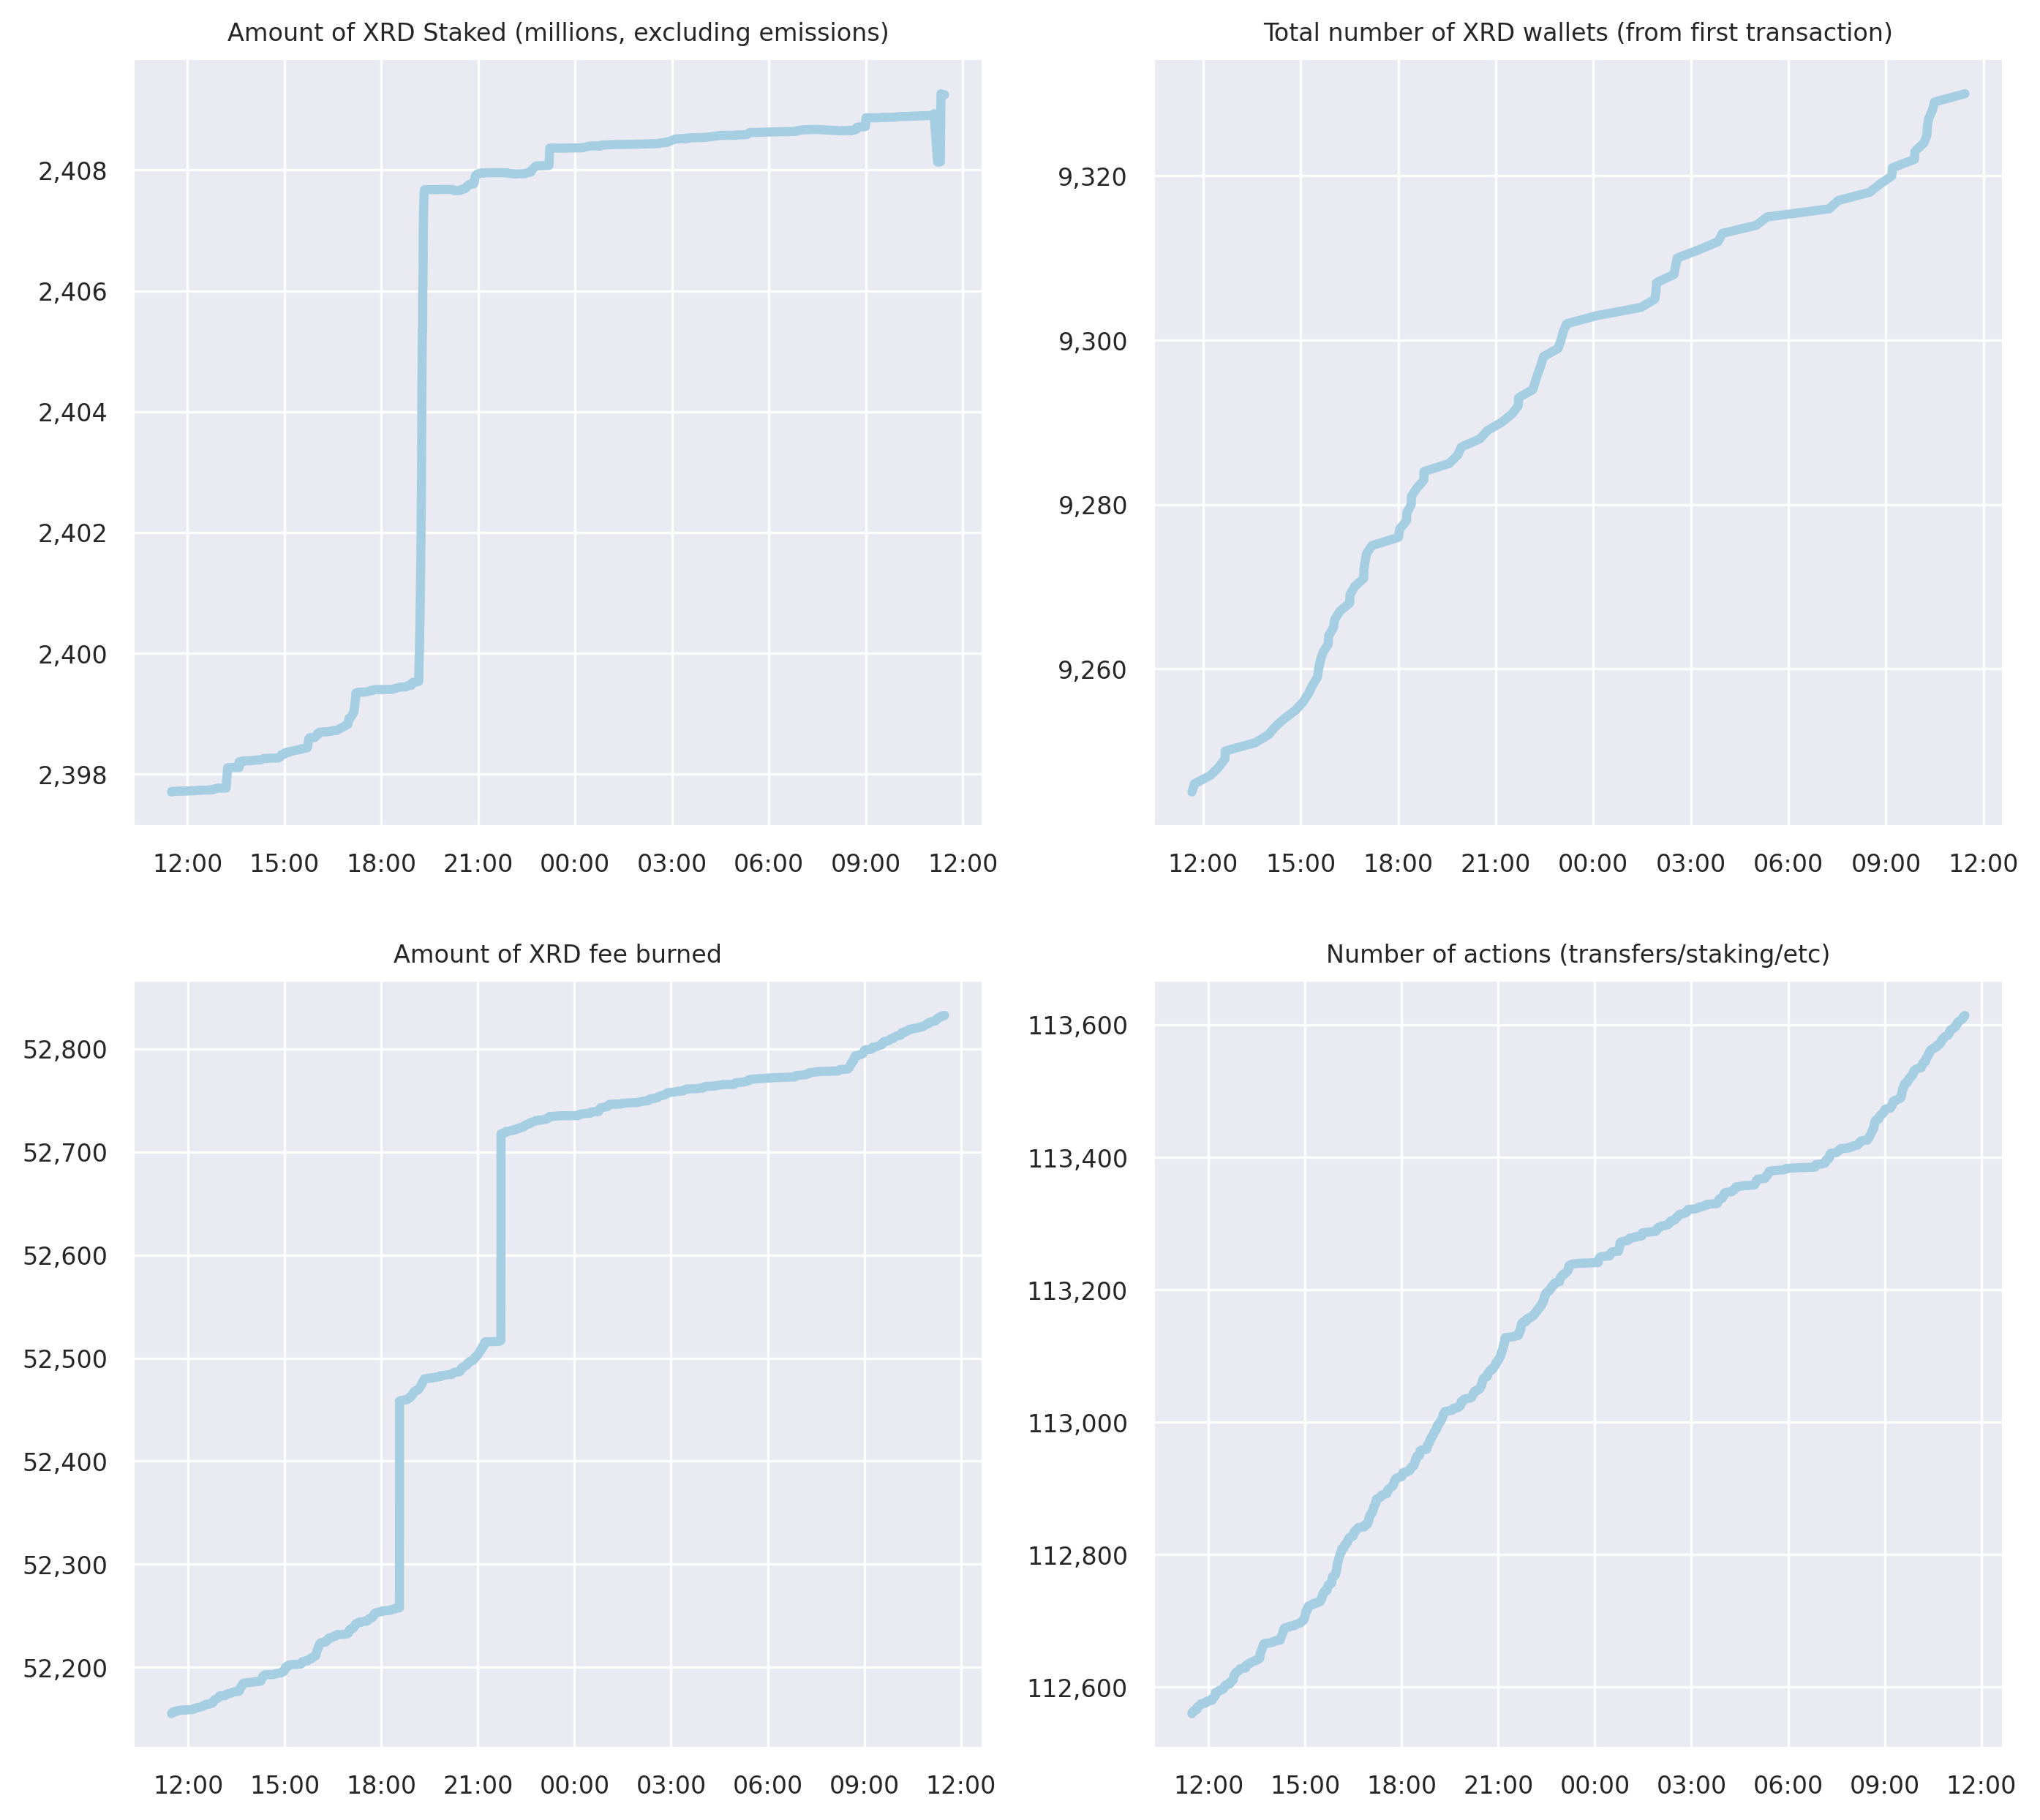 Amount of XRD Staked (millions, excluding emissions)
2,408
2,406
2,404
2,402
2,400
2,398
12:00 15:00 18:00 21:00 00:00 03:00 06:00 09:00 12:00
Total number of XRD wallets (from first transaction)
9,320
9,300
9,280
9,260
12:00 15:00 18:00 21:00 00:00 03:00 06:00 09:00 12:00
Amount of XRD fee burned
52,800
52,700
52,600
52,500
52,400
52,300
52,200
12:00 15:00 18:00 21:00 00:00 03:00 06:00 09:00 12:00
Number of actions (transfers/staking/etc)
113,600
113,400
113,200
113,000
112,800
112,600
12:00 15:00 18:00 21:00 00:00 03:00 06:00 09:00 12:00